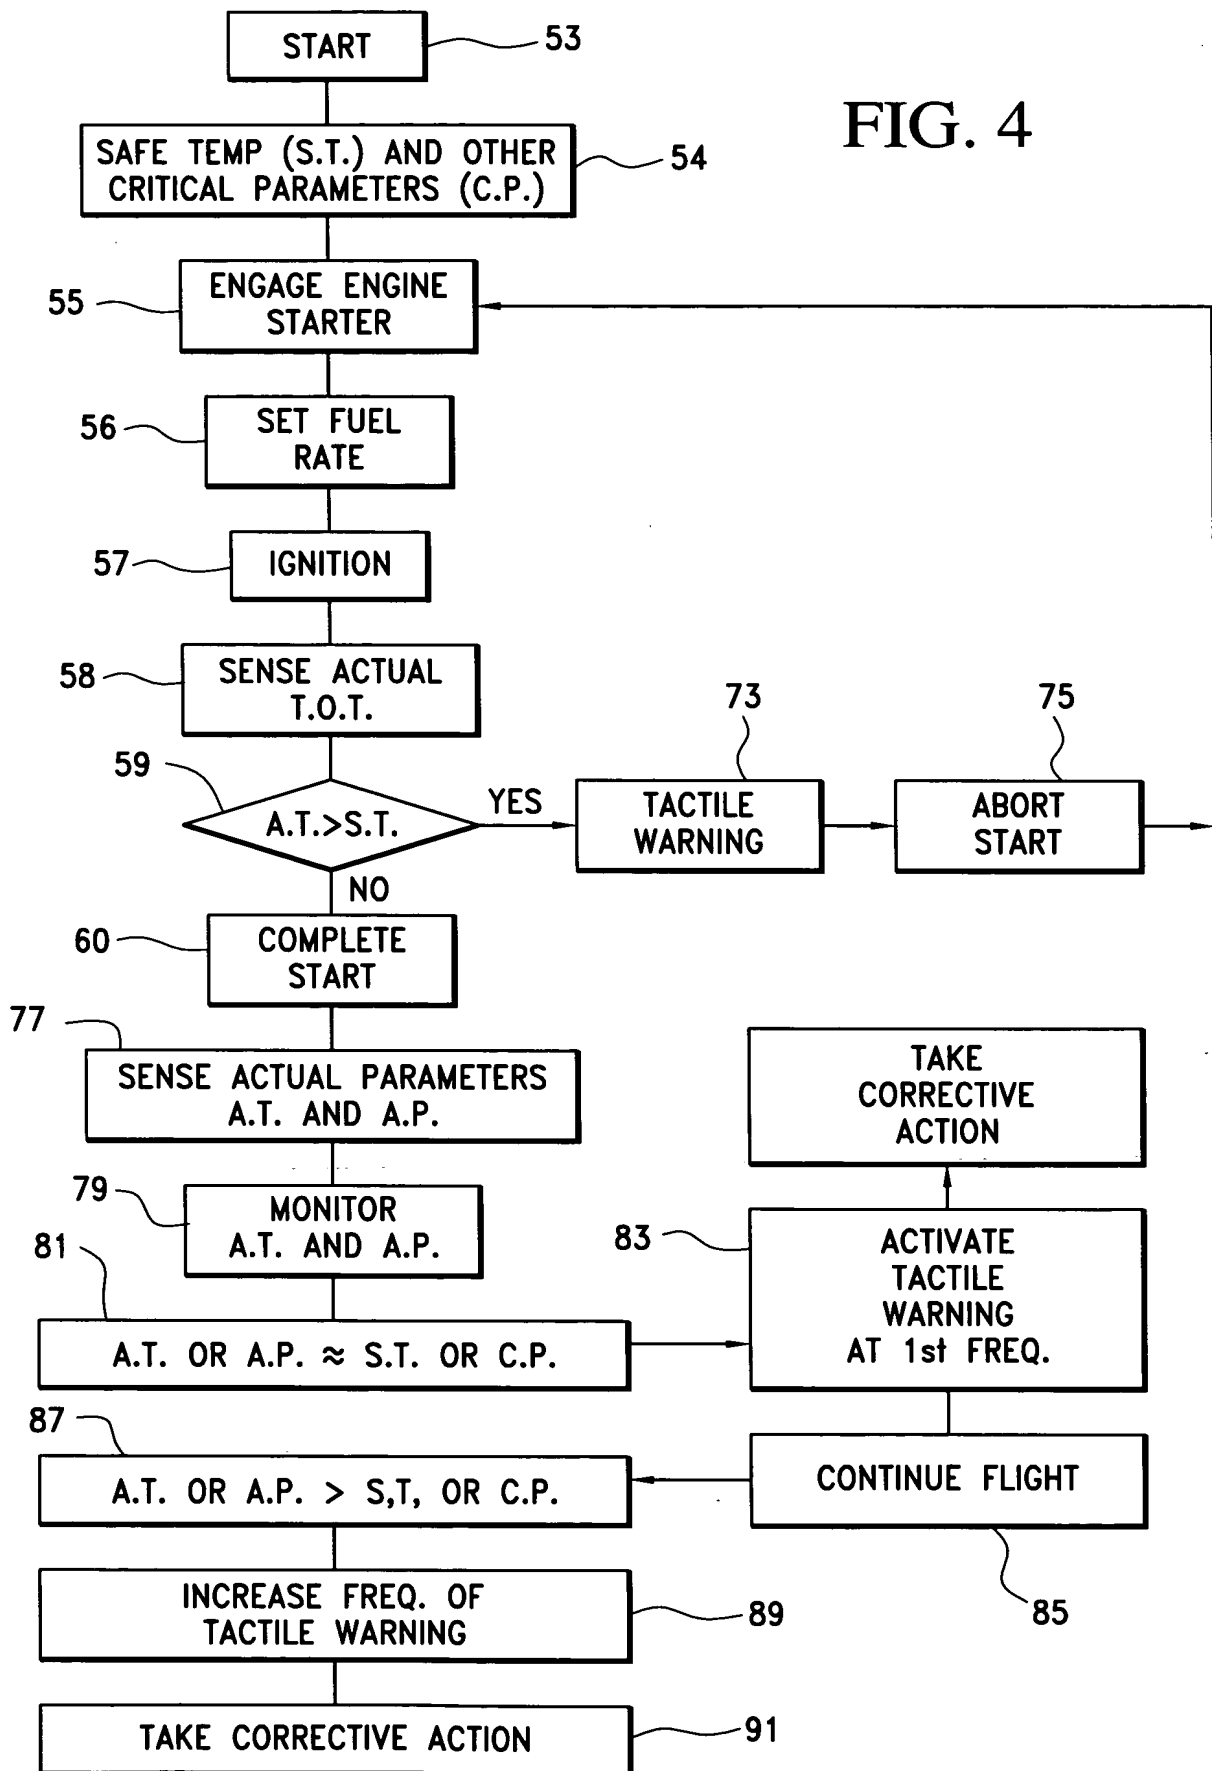 START
53
FIG. 4
SAFE TEMP (S.T.) AND OTHER
CRITICAL PARAMETERS (C.P.)
54
ENGAGE ENGINE
STARTER
55
SET FUEL
RATE
56
IGNITION
57
SENSE ACTUAL
T.O.T.
58
59
A.T.>S.T.
YES
NO
73
TACTILE
WARNING
75
ABORT
START
60
COMPLETE
START
77
SENSE ACTUAL PARAMETERS
A.T. AND A.P.
TAKE
CORRECTIVE
ACTION
79
MONITOR
A.T. AND A.P.
81
A.T. OR A.P. ≈ S.T. OR C.P.
83
ACTIVATE
TACTILE
WARNING
AT 1st FREQ.
87
A.T. OR A.P. > S,T, OR C.P.
CONTINUE FLIGHT
85
INCREASE FREQ. OF
TACTILE WARNING
89
TAKE CORRECTIVE ACTION
91